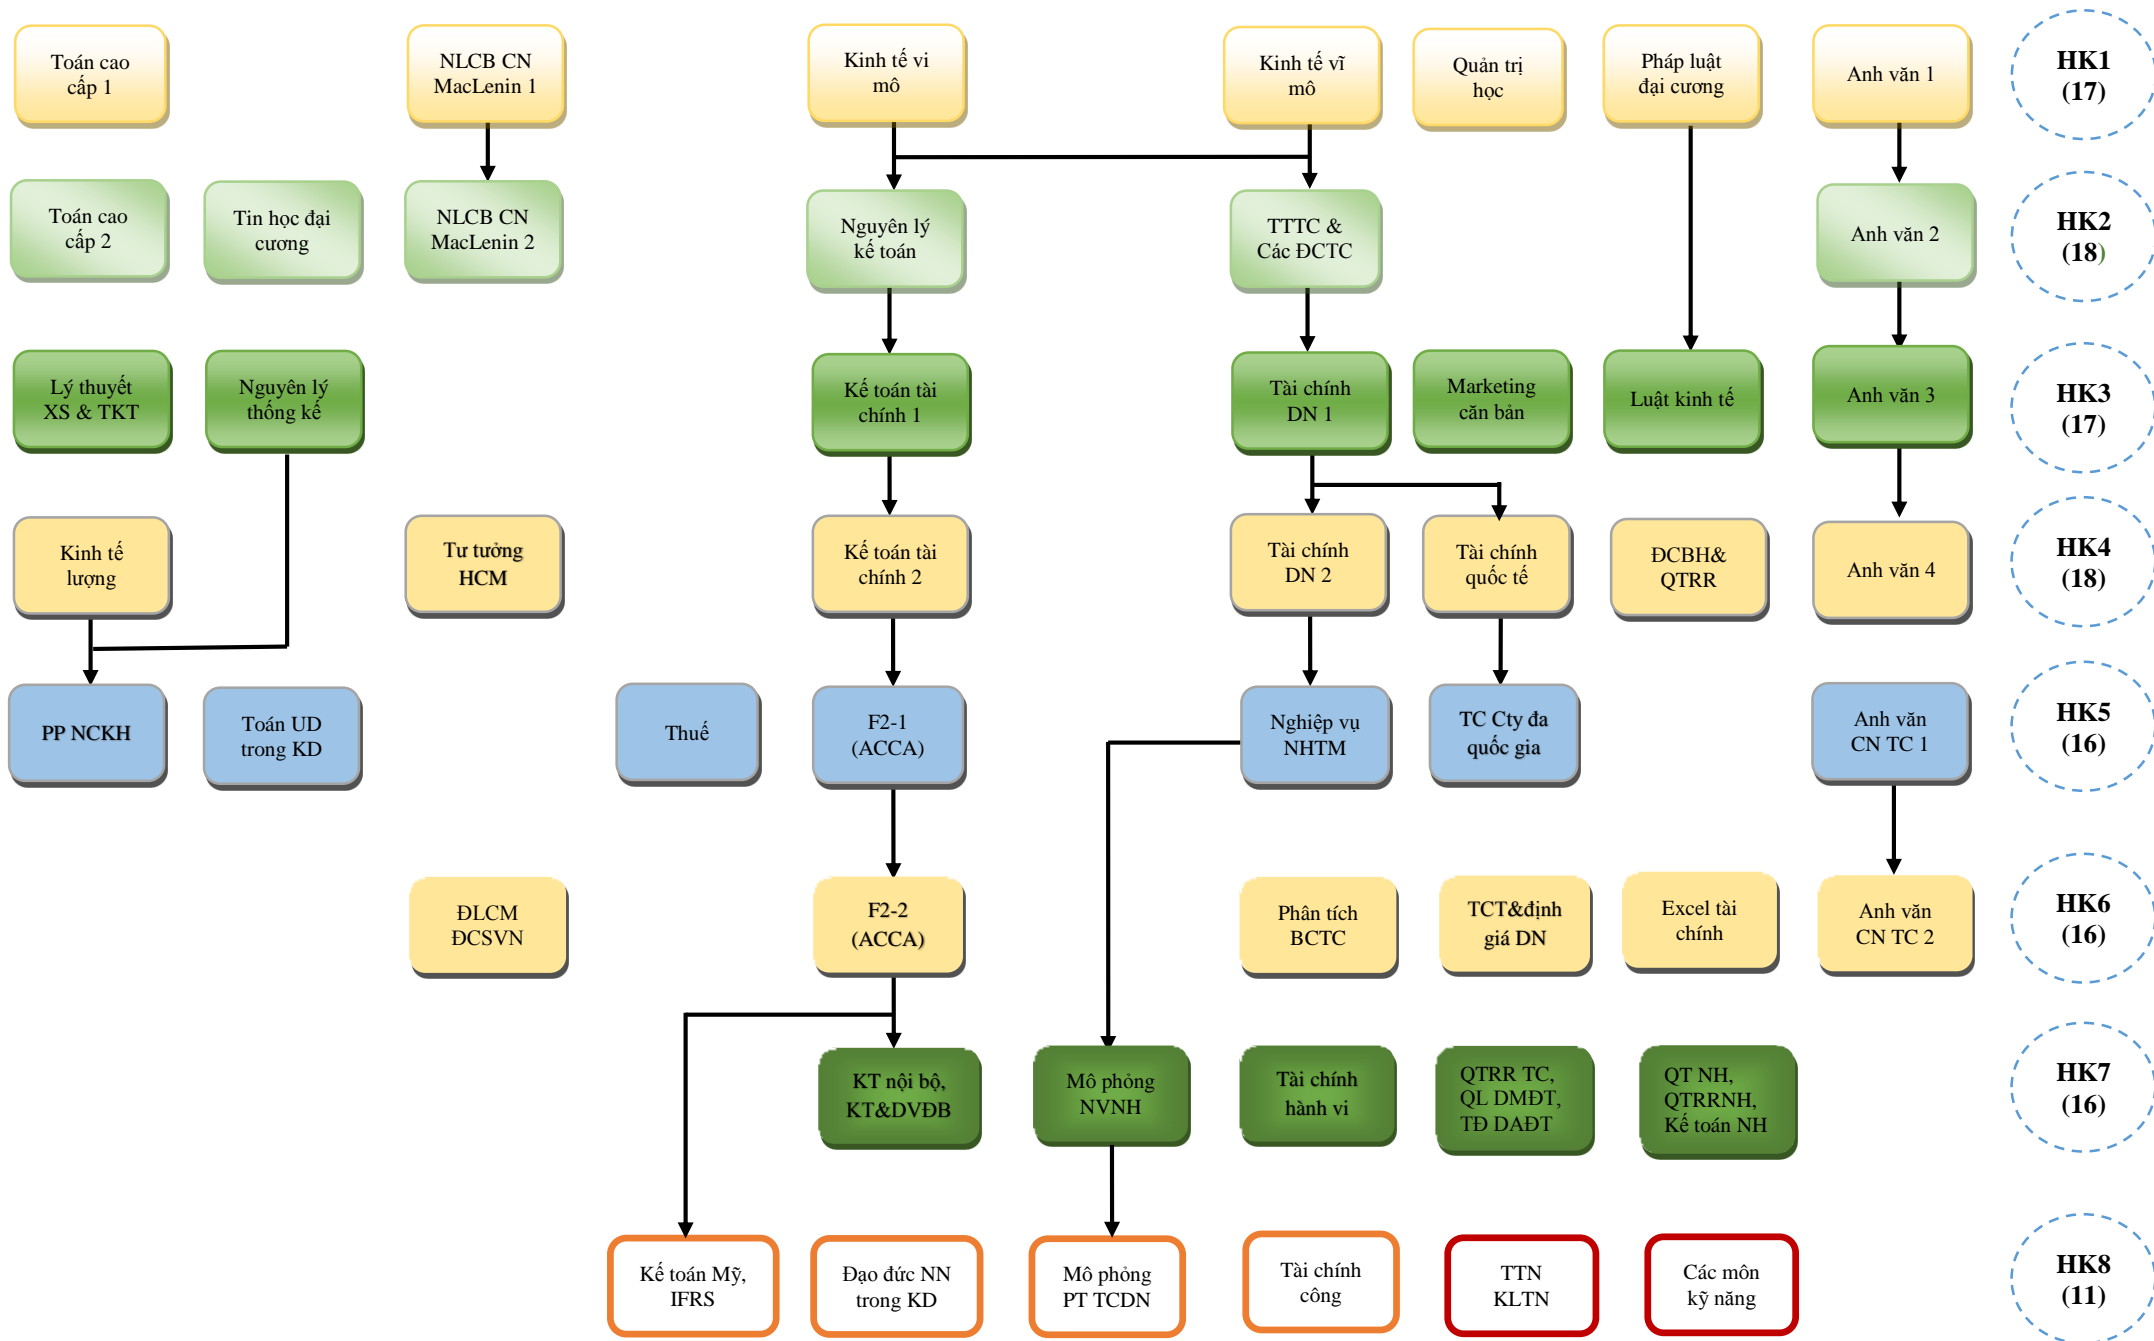 Toán cao
cấp 1
NLCB CN
MacLenin 1
Kinh tế vi
mô
Kinh tế vĩ
mô
Quản trị
học
Pháp luật
đại cương
Anh văn 1
HK1
(17)
Toán cao
cấp 2
Tin học đại
cương
NLCB CN
MacLenin 2
Nguyên lý
kế toán
TTTC &
Các ĐCTC
Anh văn 2
HK2
(18)
Lý thuyết
XS & TKT
Nguyên lý
thống kế
Kế toán tài
chính 1
Tài chính
DN 1
Marketing
căn bản
Luật kinh tế
Anh văn 3
HK3
(17)
Kinh tế
lượng
Tư tưởng
HCM
Kế toán tài
chính 2
Tài chính
DN 2
Tài chính
quốc tế
ĐCBH&
QTRR
Anh văn 4
HK4
(18)
PP NCKH
Toán UD
trong KD
Thuế
F2-1
(ACCA)
Nghiệp vụ
NHTM
TC Cty đa
quốc gia
Anh văn
CN TC 1
HK5
(16)
ĐLCM
ĐCSVN
F2-2
(ACCA)
Phân tích
BCTC
TCT&định
giá DN
Excel tài
chính
Anh văn
CN TC 2
HK6
(16)
KT nội bộ,
KT&DVĐB
Mô phỏng
NVNH
Tài chính
hành vi
QTRR TC,
QL DMĐT,
TĐ DAĐT
QT NH,
QTRRNH,
Kế toán NH
HK7
(16)
Kế toán Mỹ,
IFRS
Đạo đức NN
trong KD
Mô phỏng
PT TCDN
Tài chính
công
TTN
KLTN
Các môn
kỹ năng
HK8
(11)